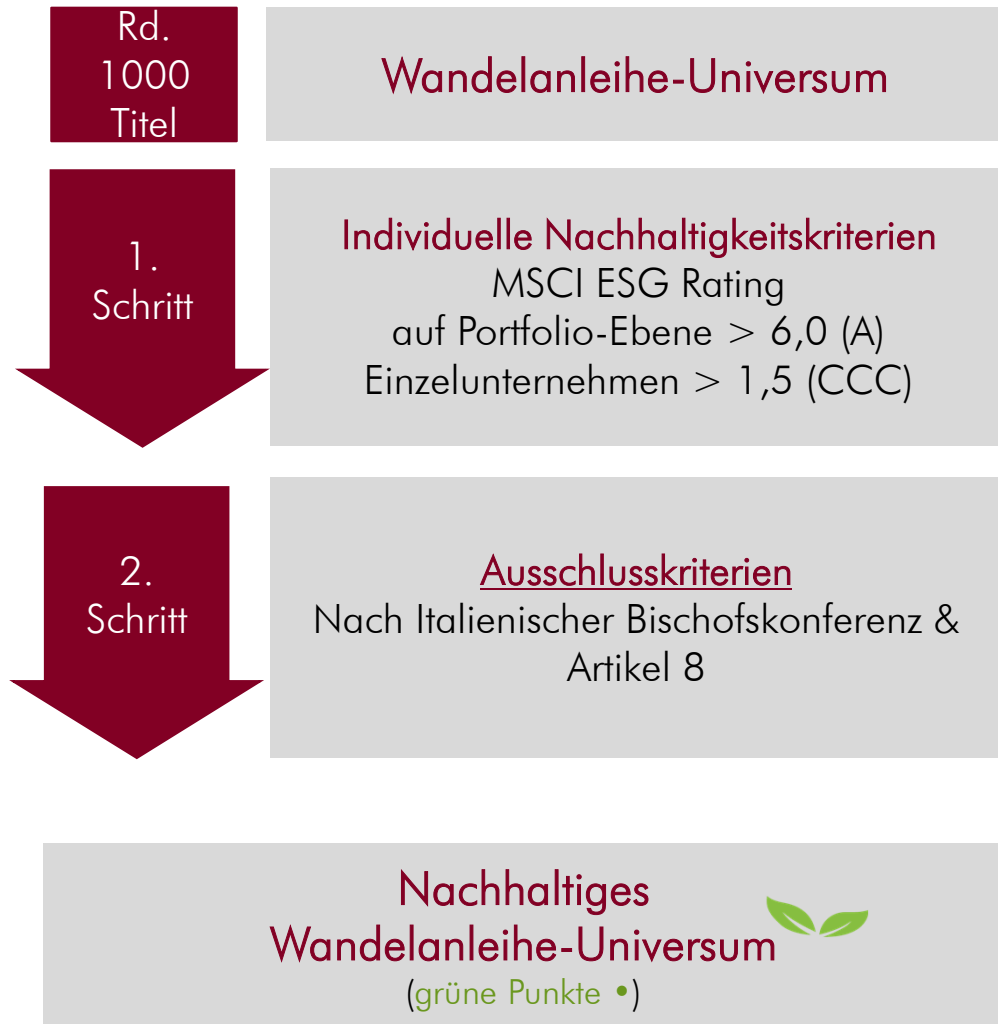 Rd.
1000
Titel
Wandelanleihe-Universum
1.
Schritt
Individuelle Nachhaltigkeitskriterien
MSCI ESG Rating
auf Portfolio-Ebene > 6,0 (A)
Einzelunternehmen > 1,5 (CCC)
2.
Schritt
Ausschlusskriterien
Nach Italienischer Bischofskonferenz &
Artikel 8
Nachhaltiges
Wandelanleihe-Universum
(grüne Punkte •)